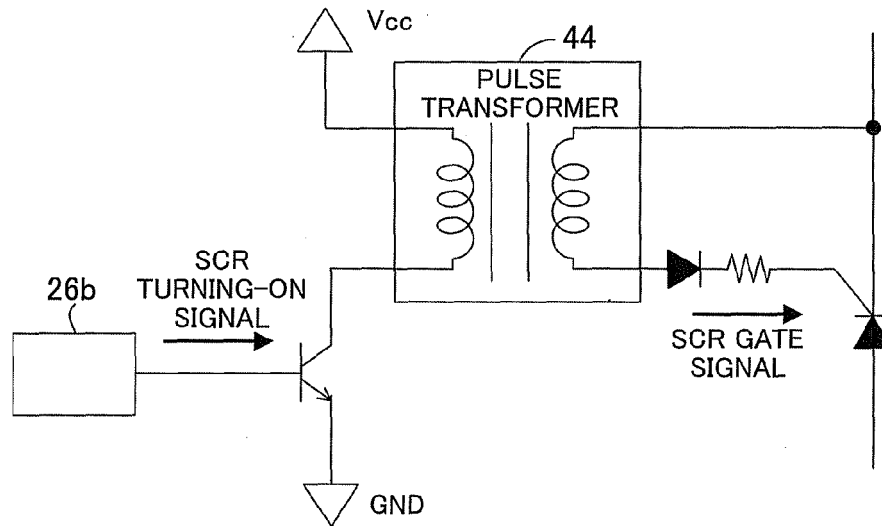 Vcc
44
PULSE
TRANSFORMER
SCR
TURNING-ON
SIGNAL
26b
SCR GATE
SIGNAL
GND